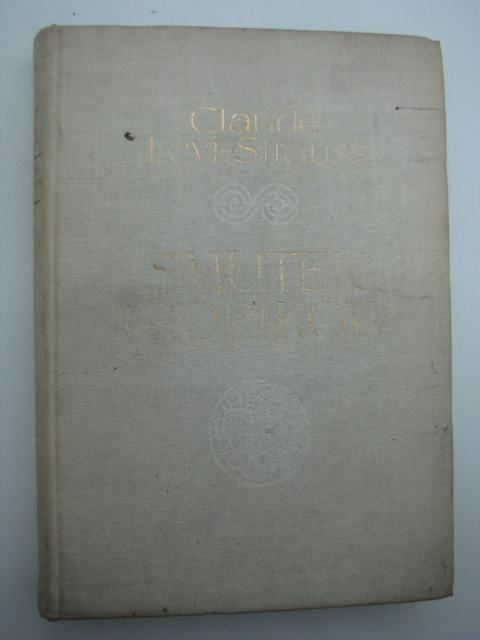 Claude
Lévi-Strauss
SMUTEK
TROPIKÓW